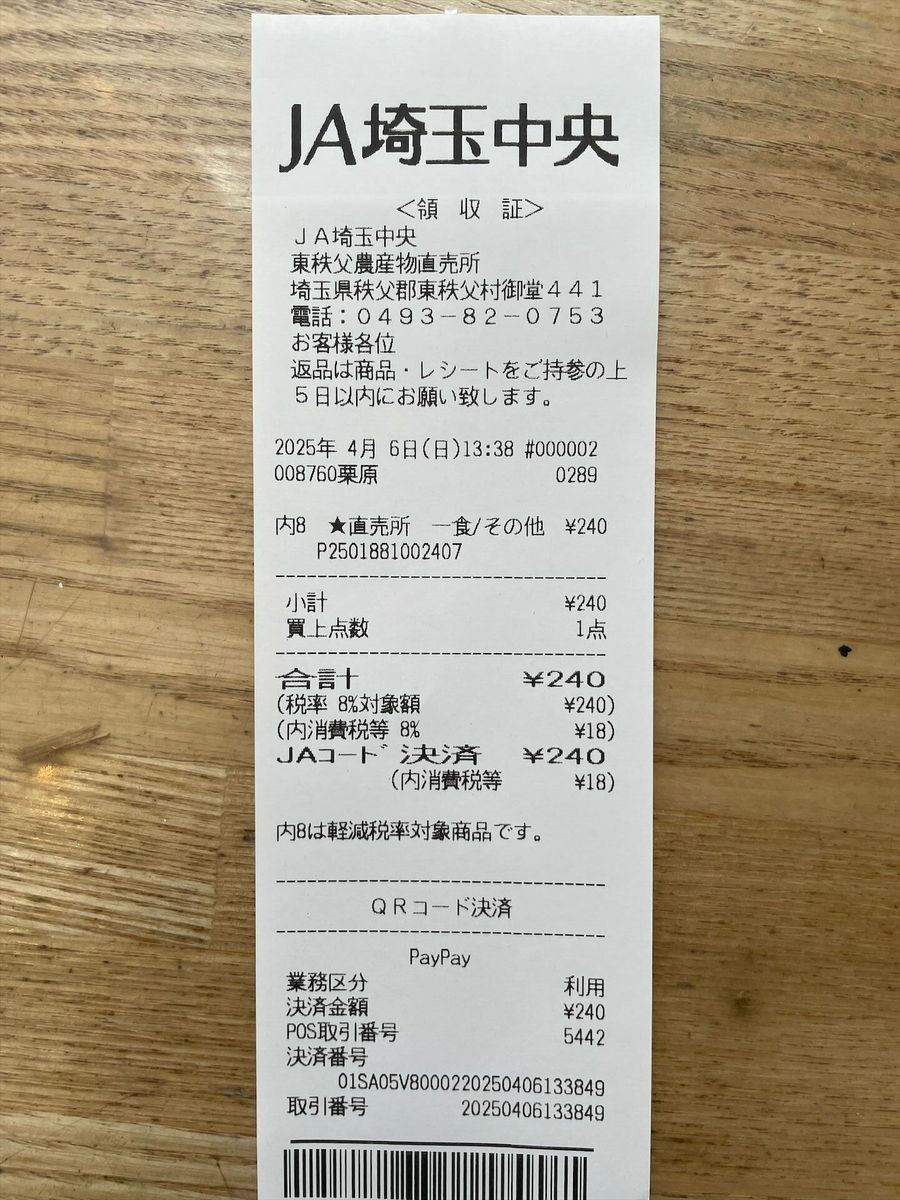 JA埼玉中央
＜領 収 証＞
ＪＡ埼玉中央
東秩父農産物直売所
埼玉県秩父郡東秩父村御堂４４１
電話：０４９３－８２－０７５３
お客様各位
返品は商品・レシートをご持参の上
５日以内にお願い致します。
2025年 4月 6日(日)13:38 #000002
008760栗原 0289
内8 ★直売所 一食/その他 ¥240
P2501881002407
小計 ¥240
買上点数 1点
合計 ¥240
(税率 8%対象額 ¥240)
(内消費税等 8% ¥18)
JAｺｰﾄﾞ 決済 ¥240
(内消費税等 ¥18)
内8は軽減税率対象商品です。
ＱＲコード決済
PayPay
業務区分 利用
決済金額 ¥240
POS取引番号 5442
決済番号
01SA05V8000220250406133849
取引番号 20250406133849